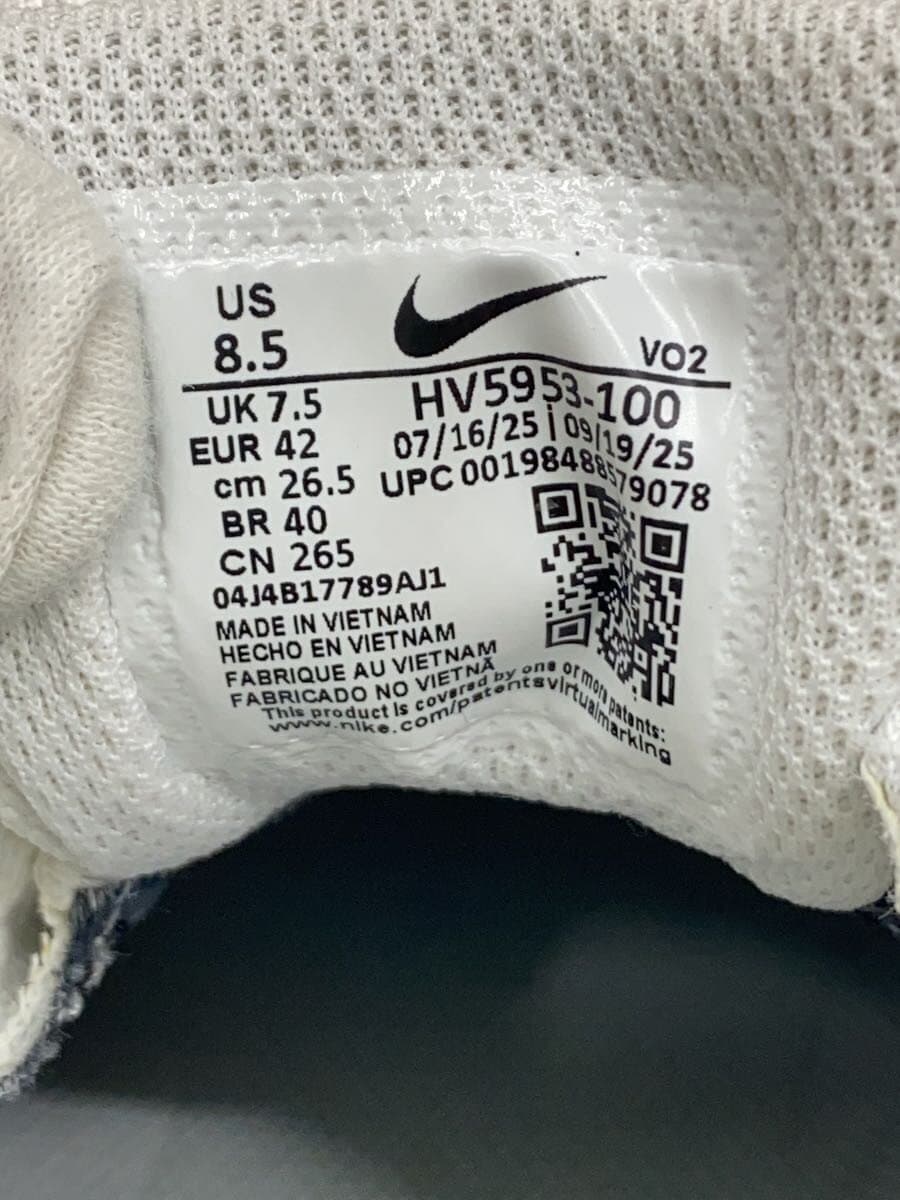 US
8.5
VO2
UK 7.5
HV5953-100
EUR 42
07/16/25 | 09/19/25
cm 26.5
UPC 00198488579078
BR 40
CN 265
04J4B17789AJ1
MADE IN VIETNAM
HECHO EN VIETNAM
FABRIQUE AU VIETNAM
FABRICADO NO VIETNÃ
This product is covered by one or more patents:
www.nike.com/patentsvirtualmarking